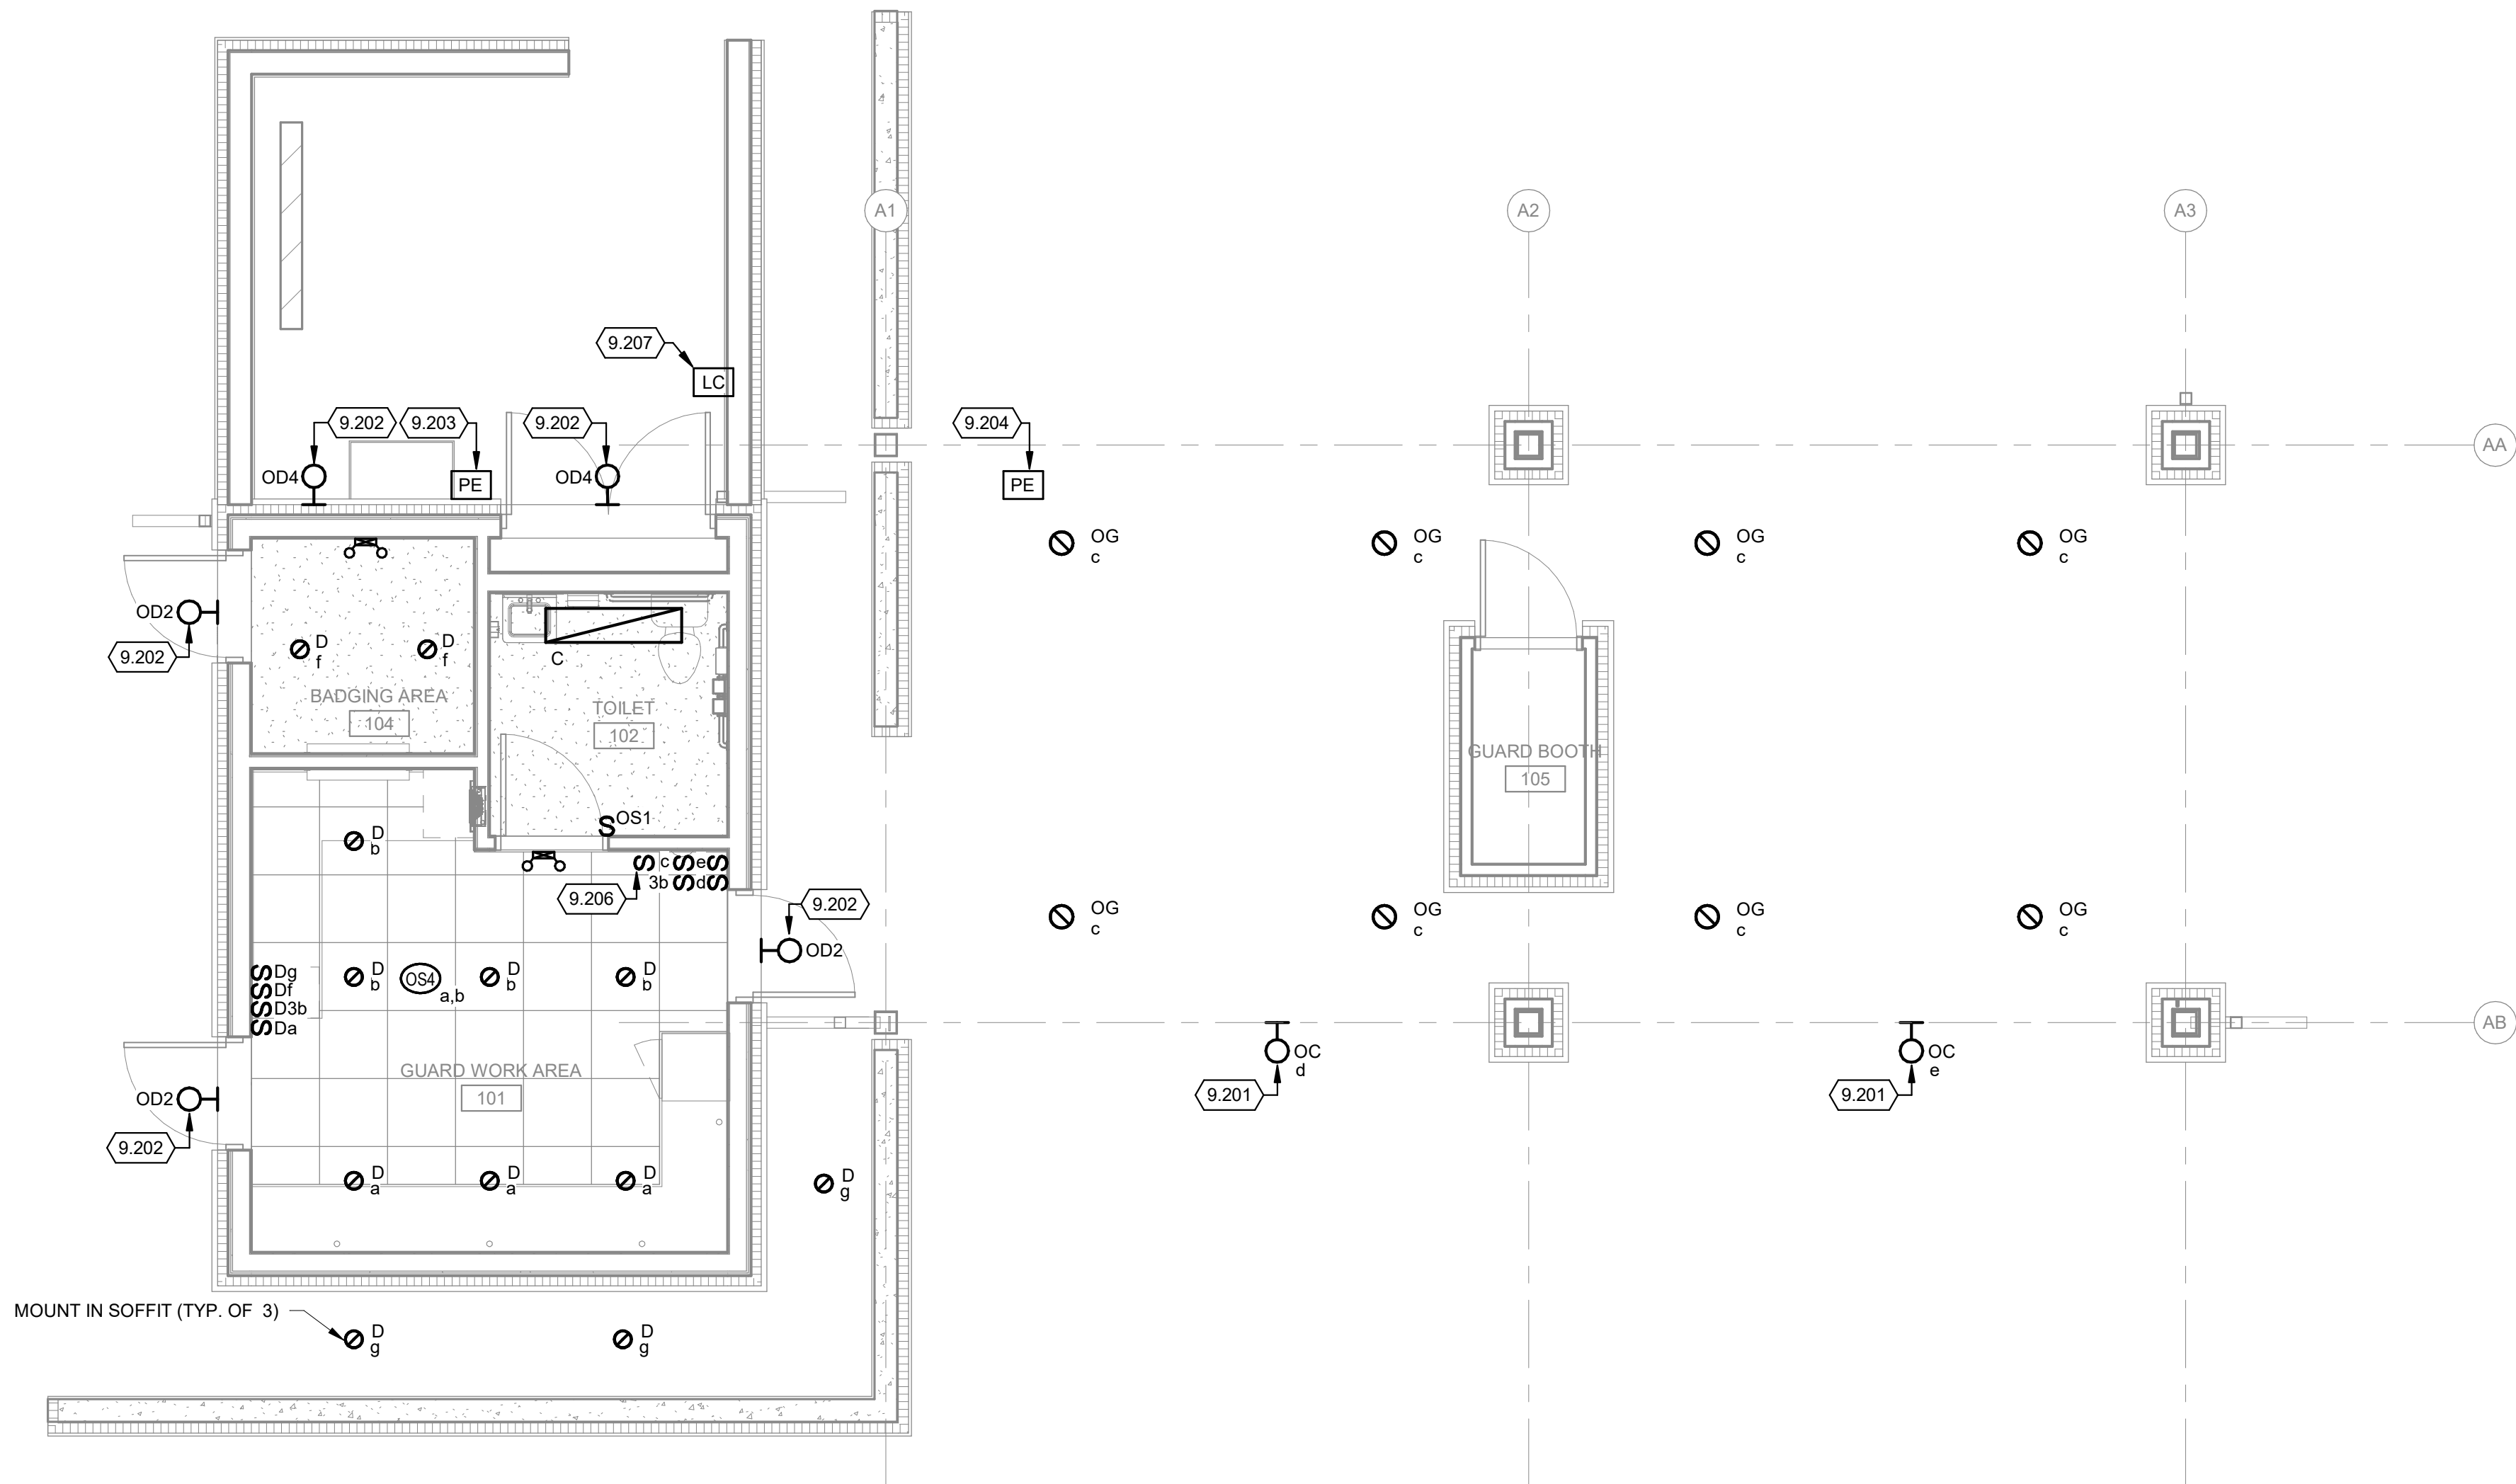 A1
A2
A3
9.207
LC
9.202
9.203
9.202
9.204
AA
OD4
PE
OD4
PE
OG
c
OG
c
OG
c
OG
c
OD2
9.202
D
f
D
f
C
BADGING AREA
104
TOILET
102
GUARD BOOTH
105
OS1
D
b
S c S e S
3b S d S
9.206
9.202
OD2
OG
c
OG
c
OG
c
OG
c
S Dg
S Df
S D3b
S Da
D
b
OS4
a,b
D
b
D
b
AB
OC
d
OC
e
9.201
9.201
GUARD WORK AREA
101
OD2
9.202
D
a
D
a
D
a
D
g
MOUNT IN SOFFIT (TYP. OF 3)
D
g
D
g